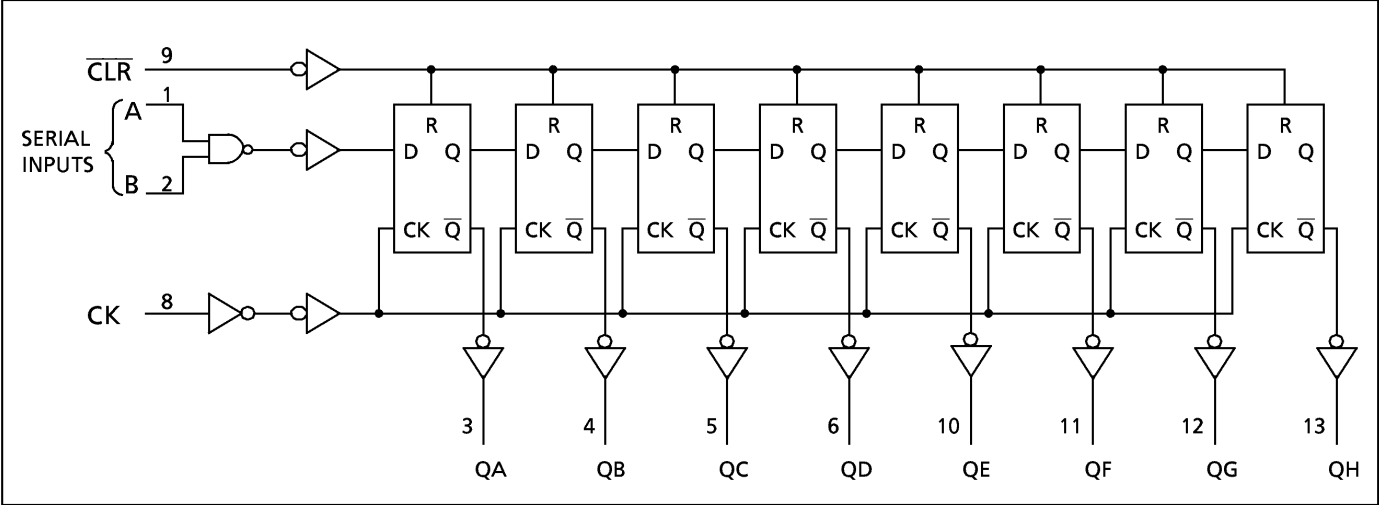 C̅L̅R̅ 9
A 1
SERIAL
INPUTS
B 2
CK 8
R R R R R R R R
D Q D Q D Q D Q D Q D Q D Q D Q
CK Q̅ CK Q̅ CK Q̅ CK Q̅ CK Q̅ CK Q̅ CK Q̅ CK Q̅
3 4 5 6 10 11 12 13
QA QB QC QD QE QF QG QH